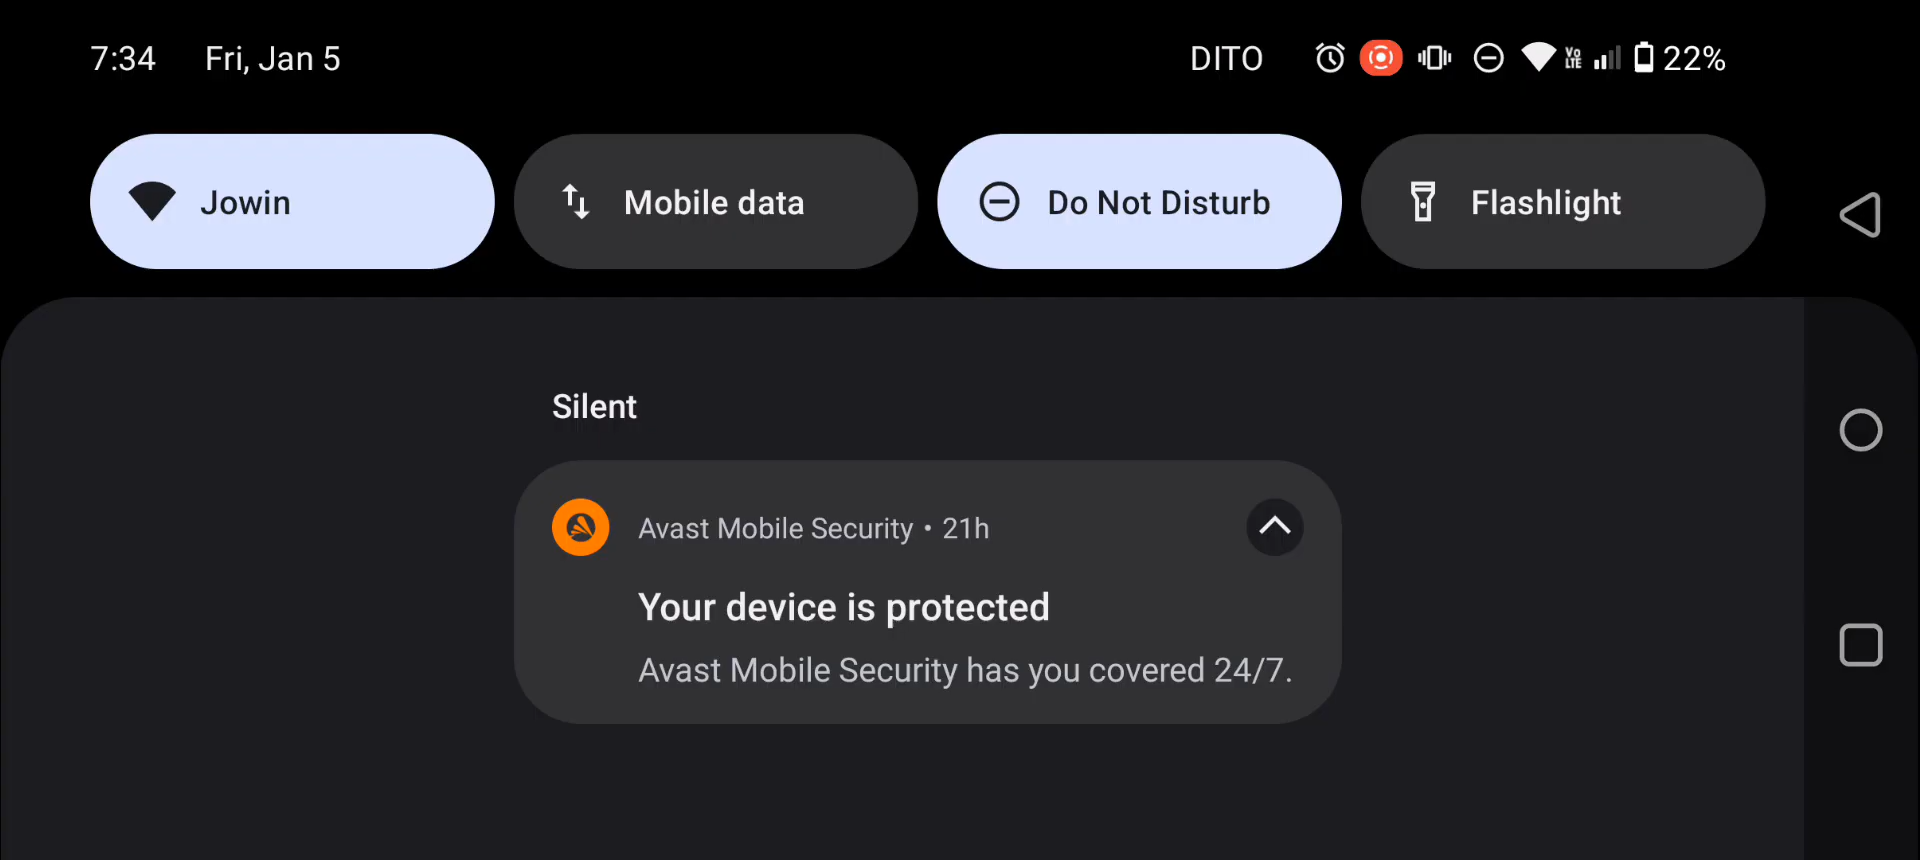 7:34 Fri, Jan 5 DITO VoLTE 22%
Jowin Mobile data Do Not Disturb Flashlight
Silent
Avast Mobile Security • 21h
Your device is protected
Avast Mobile Security has you covered 24/7.